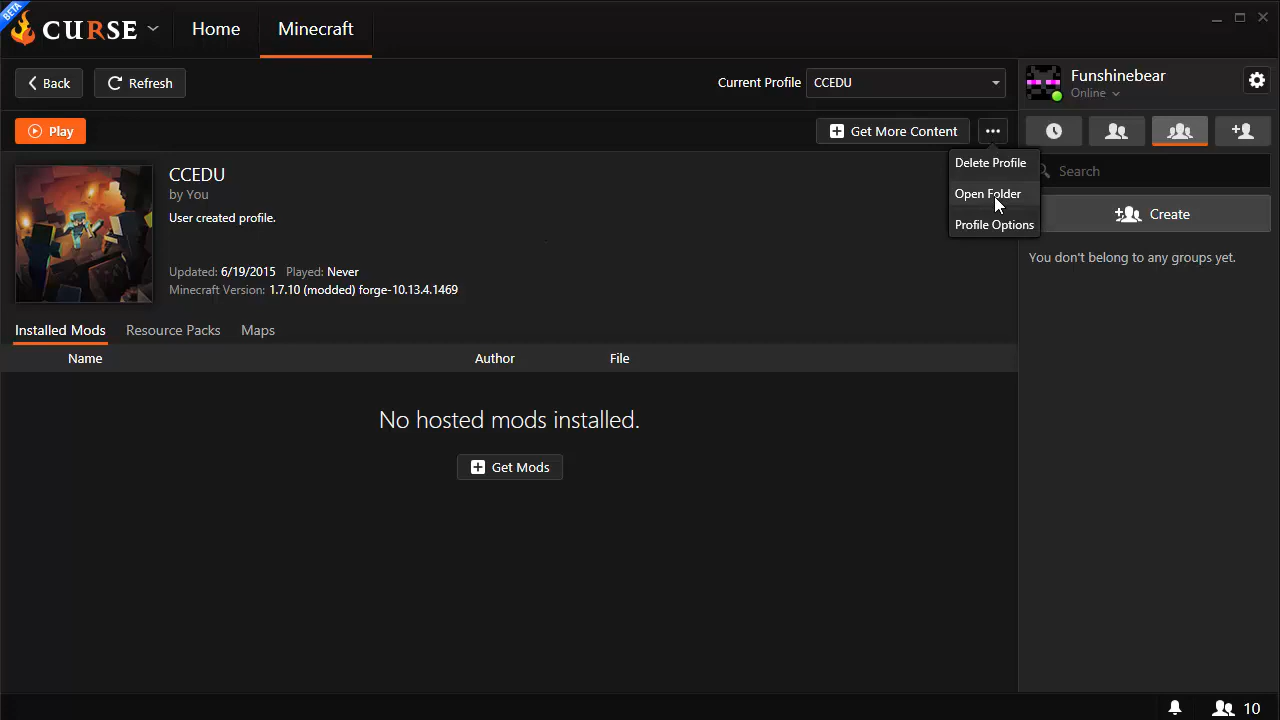 BETA
CURSE
Home
Minecraft
Back
Refresh
Current Profile
CCEDU
Funshinebear
Online
Play
Get More Content
Delete Profile
Open Folder
Profile Options
Search
Create
You don't belong to any groups yet.
CCEDU
by You
User created profile.
Updated: 6/19/2015 Played: Never
Minecraft Version: 1.7.10 (modded) forge-10.13.4.1469
Installed Mods
Resource Packs
Maps
Name
Author
File
No hosted mods installed.
Get Mods
10